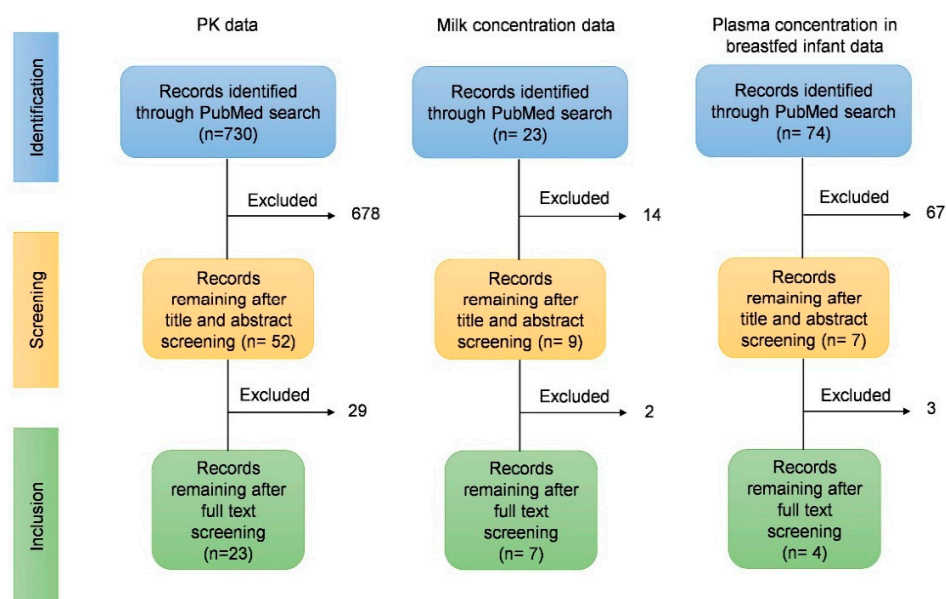 PK data
Milk concentration data
Plasma concentration in
breastfed infant data
Identification
Records identified
through PubMed search
(n=730)
Records identified
through PubMed search
(n= 23)
Records identified
through PubMed search
(n= 74)
Excluded
678
Excluded
14
Excluded
67
Screening
Records
remaining after
title and abstract
screening (n= 52)
Records
remaining after
title and abstract
screening (n= 9)
Records
remaining after
title and abstract
screening (n= 7)
Excluded
29
Excluded
2
Excluded
3
Inclusion
Records
remaining after
full text
screening
(n=23)
Records
remaining after
full text
screening
(n= 7)
Records
remaining after
full text
screening
(n= 4)